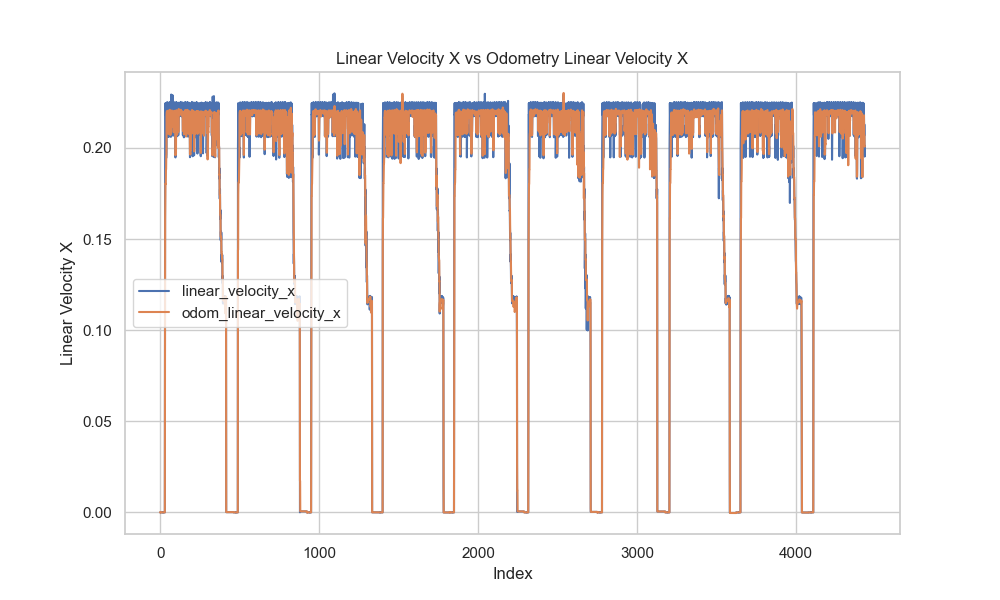 Linear Velocity X vs Odometry Linear Velocity X
Linear Velocity X
0.20
0.15
0.10
0.05
0.00
linear_velocity_x
odom_linear_velocity_x
0
1000
2000
3000
4000
Index